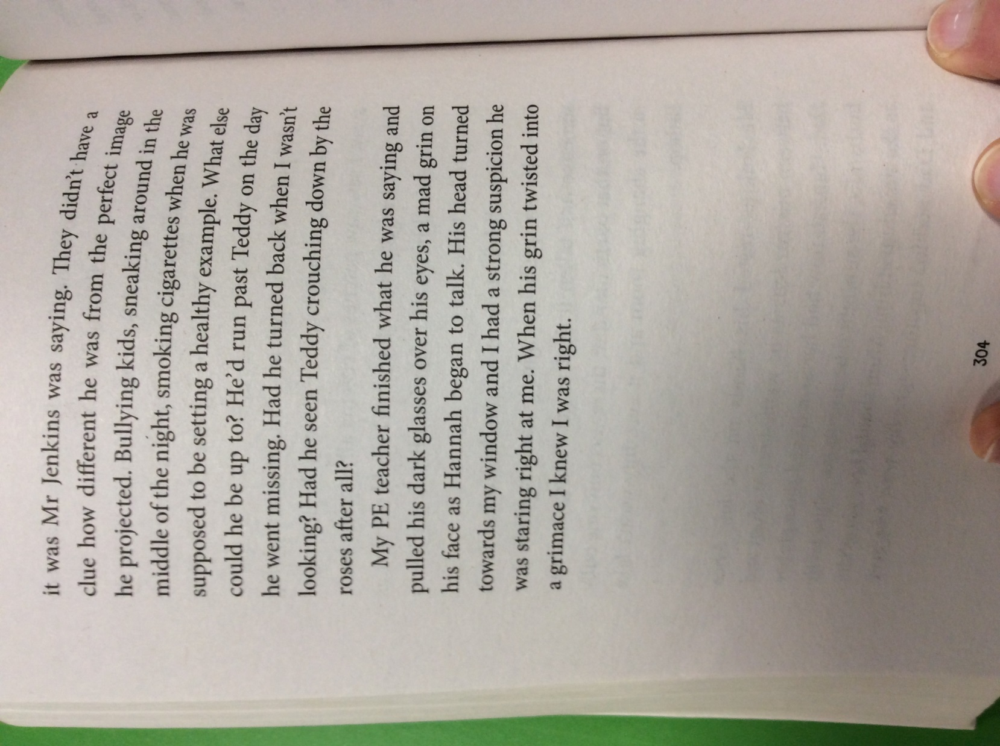 it was Mr Jenkins was saying. They didn't have a
clue how different he was from the perfect image
he projected. Bullying kids, sneaking around in the
middle of the night, smoking cigarettes when he was
supposed to be setting a healthy example. What else
could he be up to? He'd run past Teddy on the day
he went missing. Had he turned back when I wasn't
looking? Had he seen Teddy crouching down by the
roses after all?
My PE teacher finished what he was saying and
pulled his dark glasses over his eyes, a mad grin on
his face as Hannah began to talk. His head turned
towards my window and I had a strong suspicion he
was staring right at me. When his grin twisted into
a grimace I knew I was right.
304